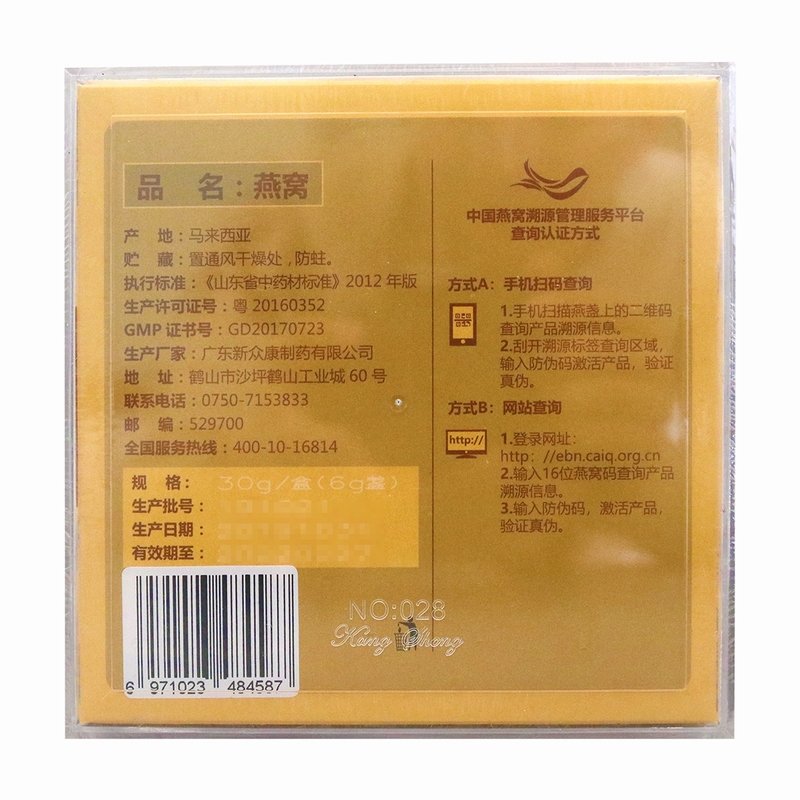 品 名：燕窝
产 地：马来西亚
贮 藏：置通风干燥处，防蛀。
执行标准：《山东省中药材标准》2012 年版
生产许可证号：粤 20160352
GMP 证书号：GD20170723
生产厂家：广东新众康制药有限公司
地 址：鹤山市沙坪鹤山工业城 60 号
联系电话：0750-7153833
邮 编：529700
全国服务热线：400-10-16814
规 格：30g/盒(6g盏)
生产批号：
生产日期：
有效期至：
6 971023 484587
NO:028
Kang Zhong
中国燕窝溯源管理服务平台
查询认证方式
方式A：手机扫码查询
1.手机扫描燕盏上的二维码
查询产品溯源信息。
2.刮开溯源标签查询区域，
输入防伪码激活产品，验证
真伪。
方式B：网站查询
http://
1.登录网址：
http：//ebn.caiq.org.cn
2.输入16位燕窝码查询产品
溯源信息。
3.输入防伪码，激活产品，
验证真伪。